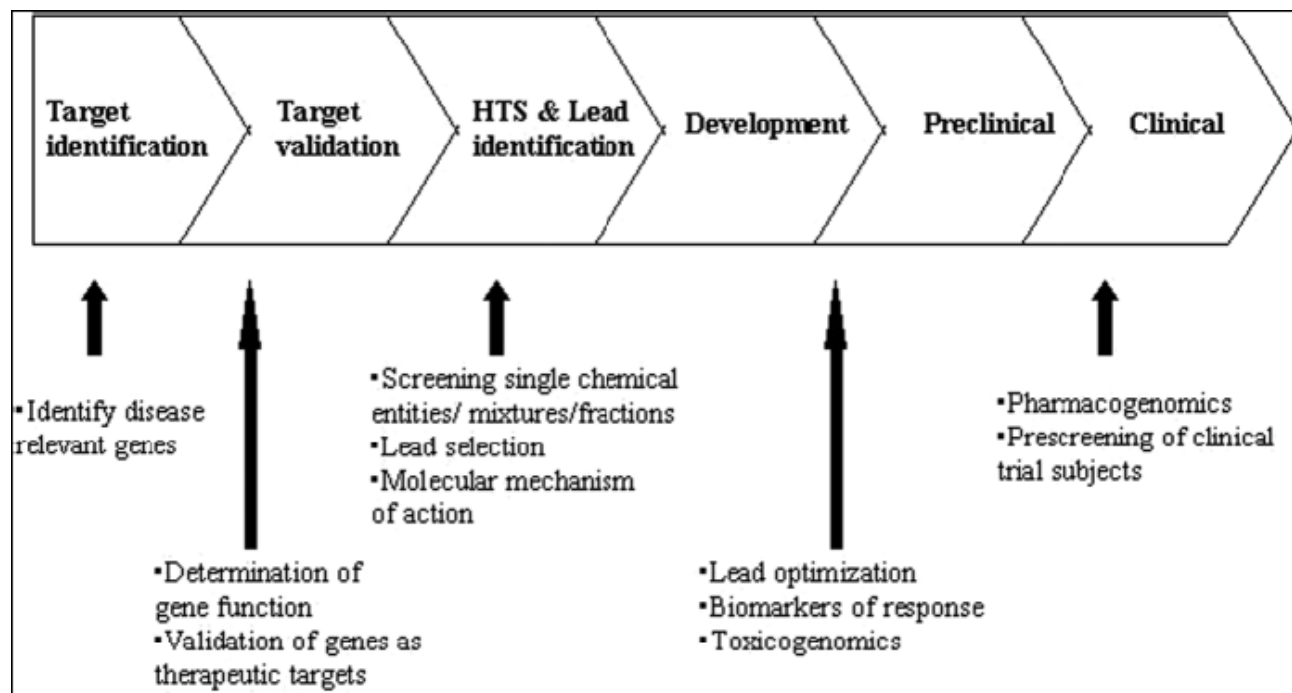 Target
identification
Target
validation
HTS & Lead
identification
Development
Preclinical
Clinical
▪Identify disease
relevant genes
▪Determination of
gene function
▪Validation of genes as
therapeutic targets
▪Screening single chemical
entities/ mixtures/fractions
▪Lead selection
▪Molecular mechanism
of action
▪Lead optimization
▪Biomarkers of response
▪Toxicogenomics
▪Pharmacogenomics
▪Prescreening of clinical
trial subjects